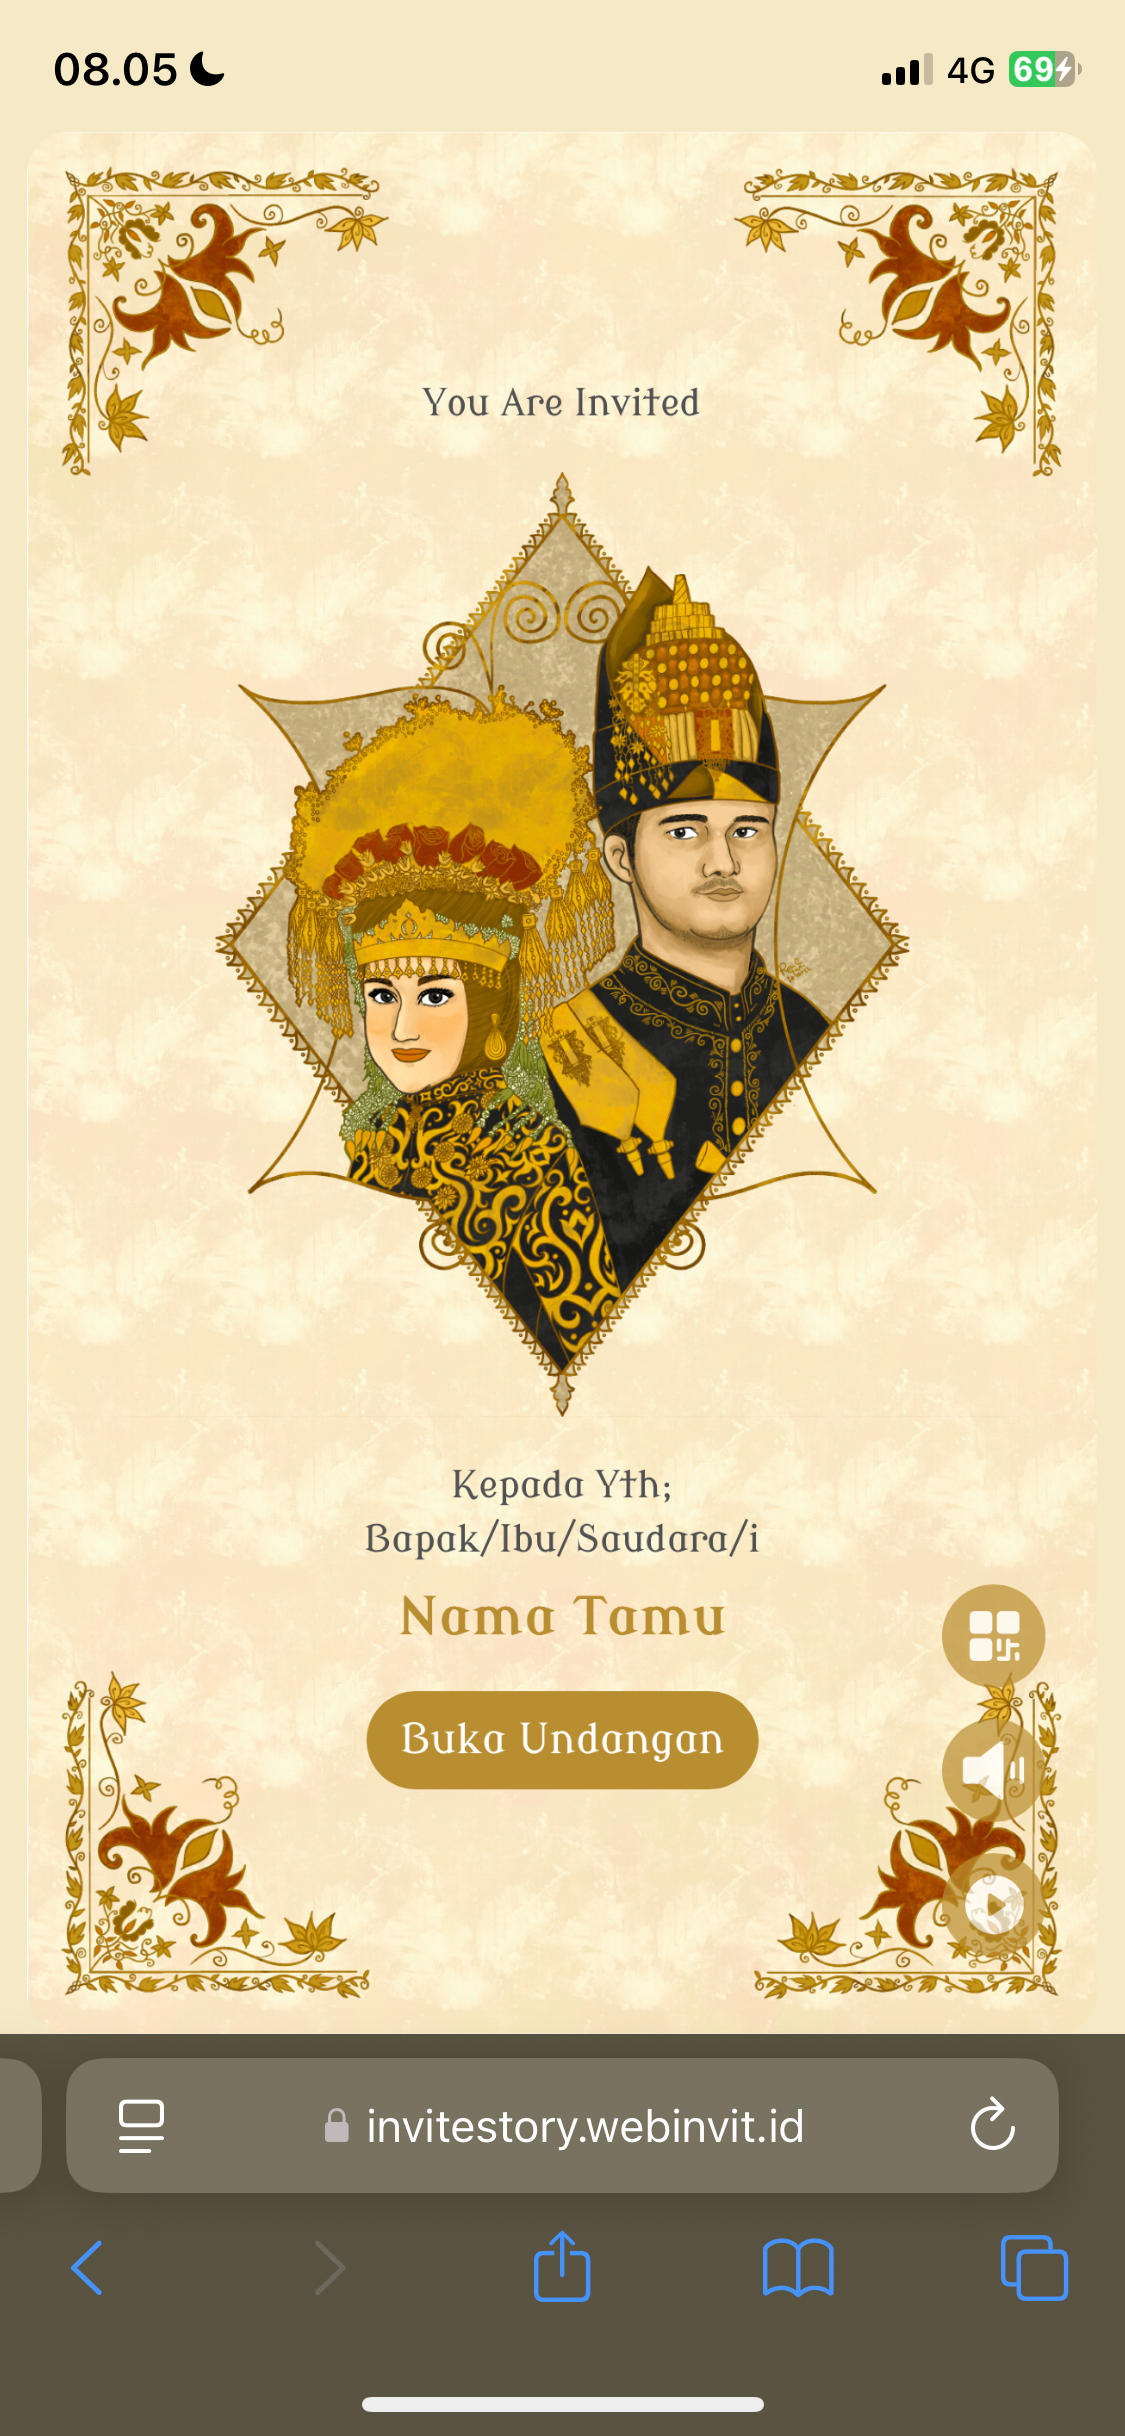 08.05
4G
69
You Are Invited
Kepada Yth;
Bapak/Ibu/Saudara/i
Nama Tamu
Buka Undangan
invitestory.webinvit.id